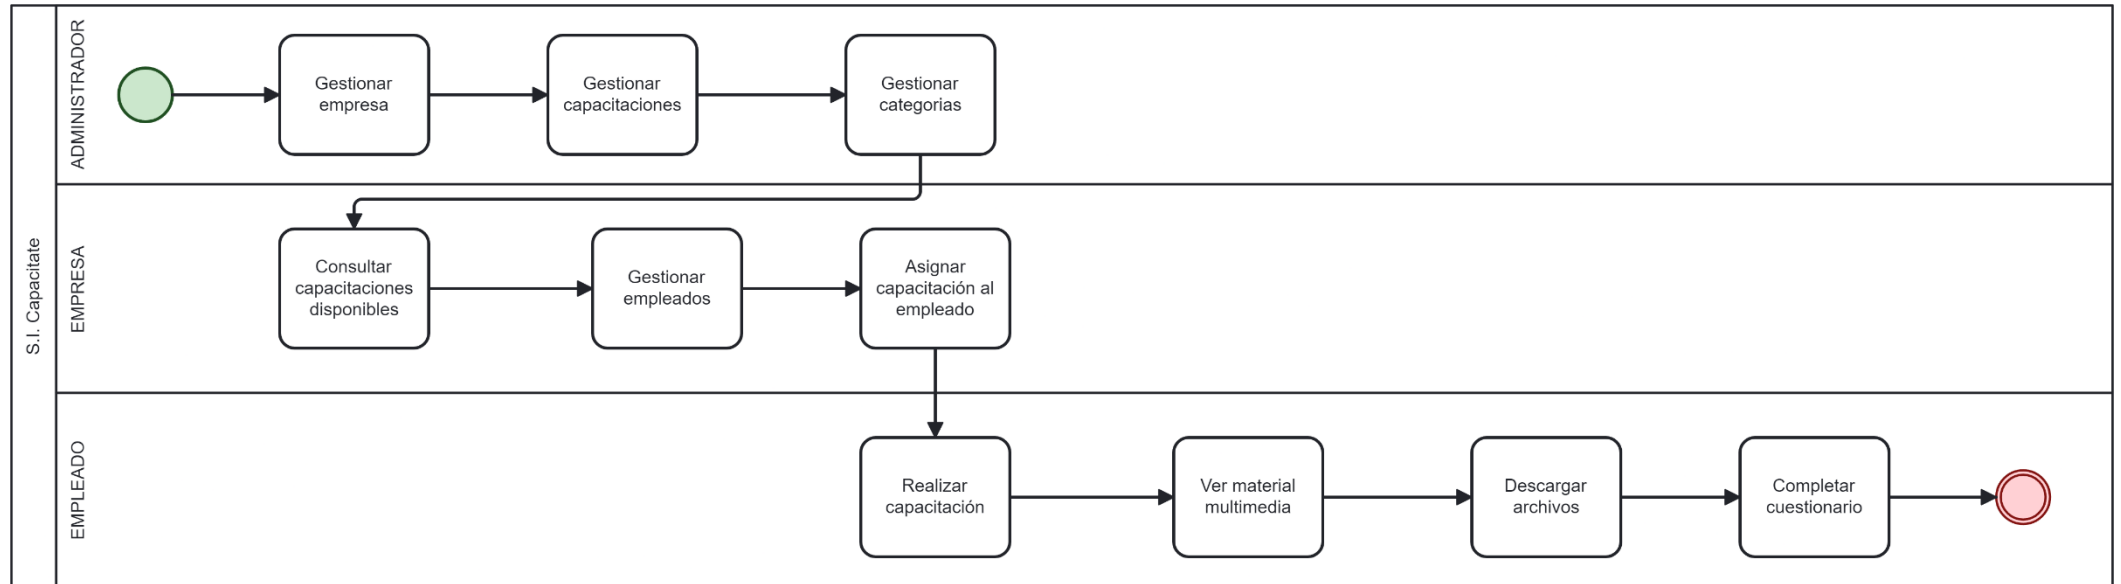 S.I. Capacitate
ADMINISTRADOR
Gestionar
empresa
Gestionar
capacitaciones
Gestionar
categorias
EMPRESA
Consultar
capacitaciones
disponibles
Gestionar
empleados
Asignar
capacitación al
empleado
EMPLEADO
Realizar
capacitación
Ver material
multimedia
Descargar
archivos
Completar
cuestionario